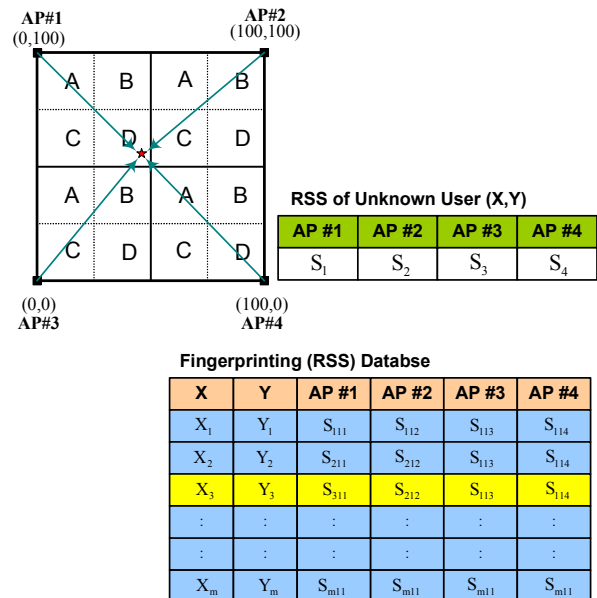 AP#1 AP#2
(0,100) (100,100)
A B A B
C D C D
A B A B
C D C D
(0,0) (100,0)
AP#3 AP#4
RSS of Unknown User (X,Y)
AP #1 AP #2 AP #3 AP #4
S₁ S₂ S₃ S₄
Fingerprinting (RSS) Databse
X Y AP #1 AP #2 AP #3 AP #4
X₁ Y₁ S₁₁₁ S₁₁₂ S₁₁₃ S₁₁₄
X₂ Y₂ S₂₁₁ S₂₁₂ S₁₁₃ S₁₁₄
X₃ Y₃ S₃₁₁ S₂₁₂ S₁₁₃ S₁₁₄
: : : : : :
: : : : : :
Xₘ Yₘ Sₘ₁₁ Sₘ₁₁ Sₘ₁₁ Sₘ₁₁